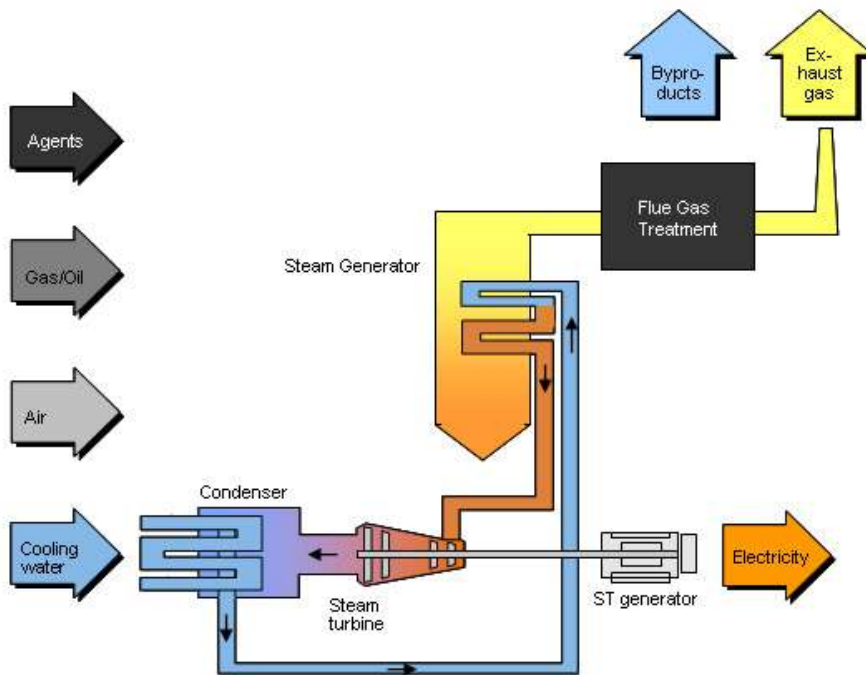 Bypro-
ducts
Ex-
haust
gas
Agents
Flue Gas
Treatment
Steam Generator
Gas/Oil
Air
Condenser
Cooling
water
Electricity
Steam
turbine
ST generator